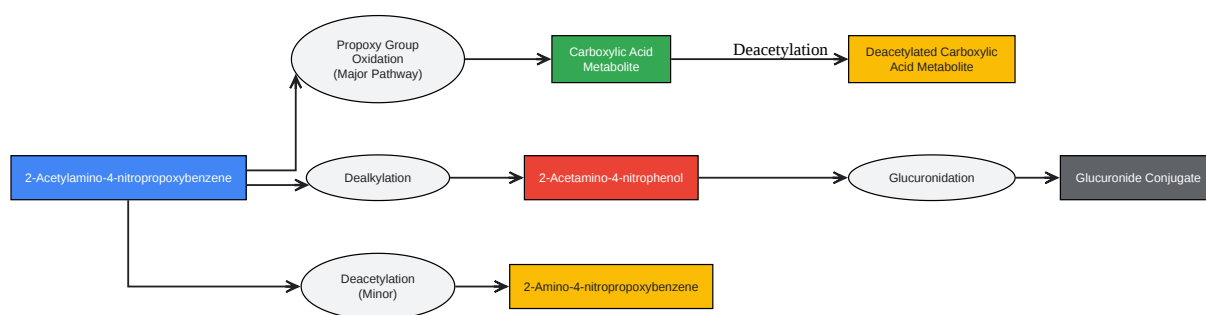 Propoxy Group
Oxidation
(Major Pathway)
Carboxylic Acid
Metabolite
Deacetylation
Deacetylated Carboxylic
Acid Metabolite
2-Acetylamino-4-nitropropoxybenzene
Dealkylation
2-Acetamino-4-nitrophenol
Glucuronidation
Glucuronide Conjugate
Deacetylation
(Minor)
2-Amino-4-nitropropoxybenzene